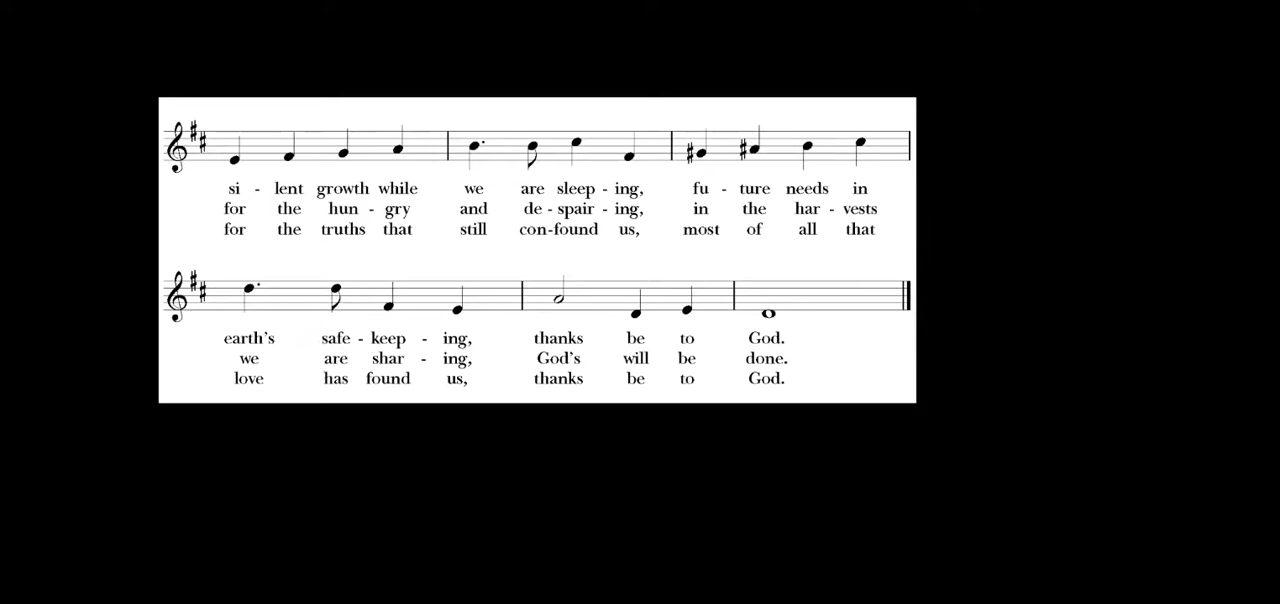 si - lent growth while we are sleep - ing, fu - ture needs in
for the hun - gry and de - spair - ing, in the har - vests
for the truths that still con-found us, most of all that
earth's safe - keep - ing, thanks be to God.
we are shar - ing, God's will be done.
love has found us, thanks be to God.